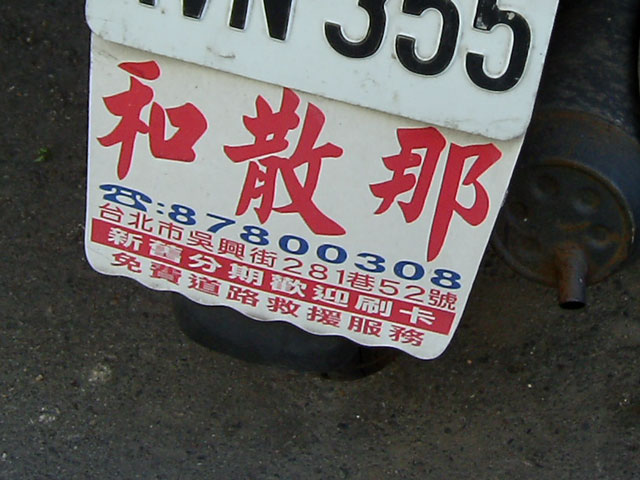 VN 355
和散那
☎:87800308
台北市吳興街281巷52號
新舊分期歡迎刷卡
免費道路救援服務